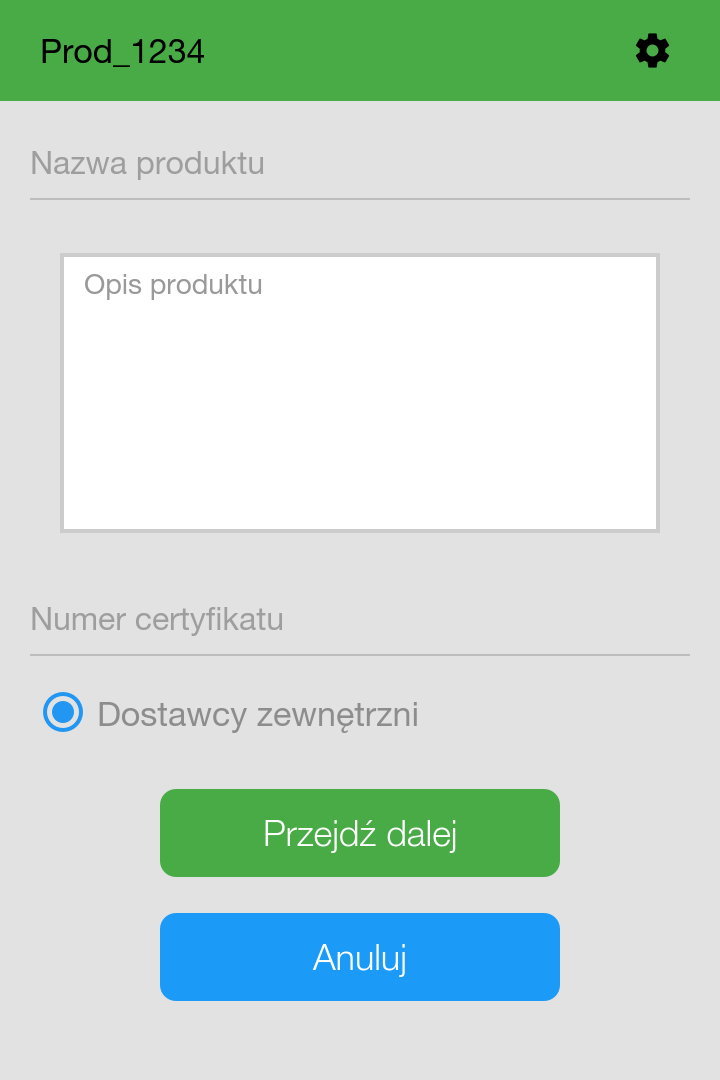 Prod_1234
Nazwa produktu
Opis produktu
Numer certyfikatu
Dostawcy zewnętrzni
Przejdź dalej
Anuluj